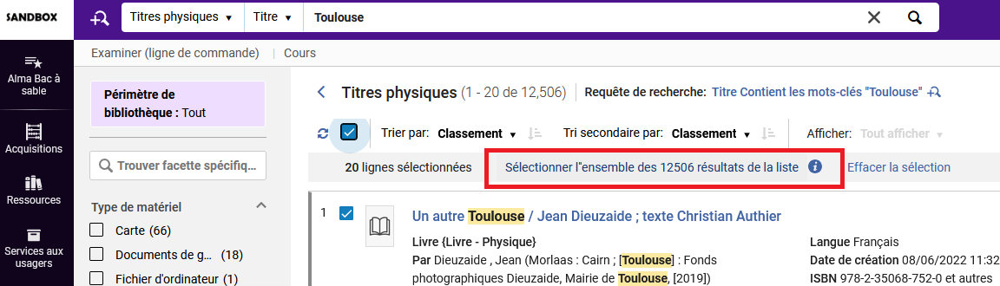 SANDBOX
Titres physiques Titre Toulouse
Examiner (ligne de commande) Cours
Alma Bac à
sable
Acquisitions
Ressources
Services aux
usagers
Périmètre de
bibliothèque : Tout
Trouver facette spécifiq...
Type de matériel
Carte (66)
Documents de g... (18)
Fichier d'ordinateur (1)
Titres physiques (1 - 20 de 12,506) Requête de recherche: Titre Contient les mots-clés "Toulouse"
Trier par: Classement Tri secondaire par: Classement Afficher: Tout afficher
20 lignes sélectionnées Sélectionner l''ensemble des 12506 résultats de la liste Effacer la sélection
1 Un autre Toulouse / Jean Dieuzaide ; texte Christian Authier
Livre {Livre - Physique}
Par Dieuzaide , Jean (Morlaas : Cairn ; [Toulouse] : Fonds
photographiques Dieuzaide, Mairie de Toulouse, [2019])
Langue Français
Date de création 08/06/2022 11:32
ISBN 978-2-35068-752-0 et autres